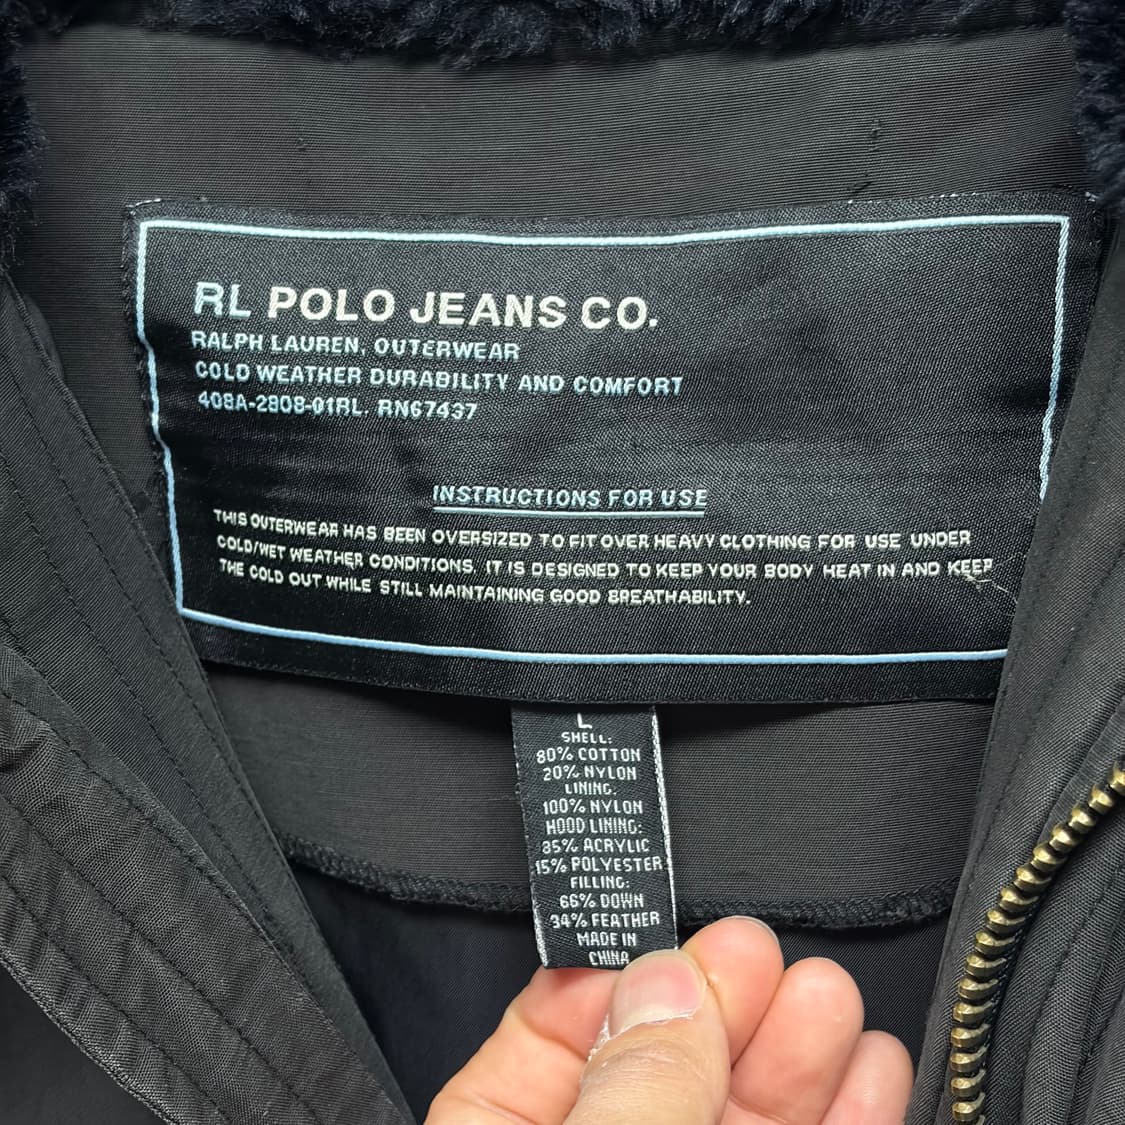 RL POLO JEANS CO.
RALPH LAUREN, OUTERWEAR
COLD WEATHER DURABILITY AND COMFORT
408A-2808-01RL. RN67437
INSTRUCTIONS FOR USE
THIS OUTERWEAR HAS BEEN OVERSIZED TO FIT OVER HEAVY CLOTHING FOR USE UNDER
COLD/WET WEATHER CONDITIONS. IT IS DESIGNED TO KEEP YOUR BODY HEAT IN AND KEEP
THE COLD OUT WHILE STILL MAINTAINING GOOD BREATHABILITY.
L
SHELL:
80% COTTON
20% NYLON
LINING.
100% NYLON
HOOD LINING:
85% ACRYLIC
15% POLYESTER
FILLING:
66% DOWN
34% FEATHER
MADE IN
CHINA